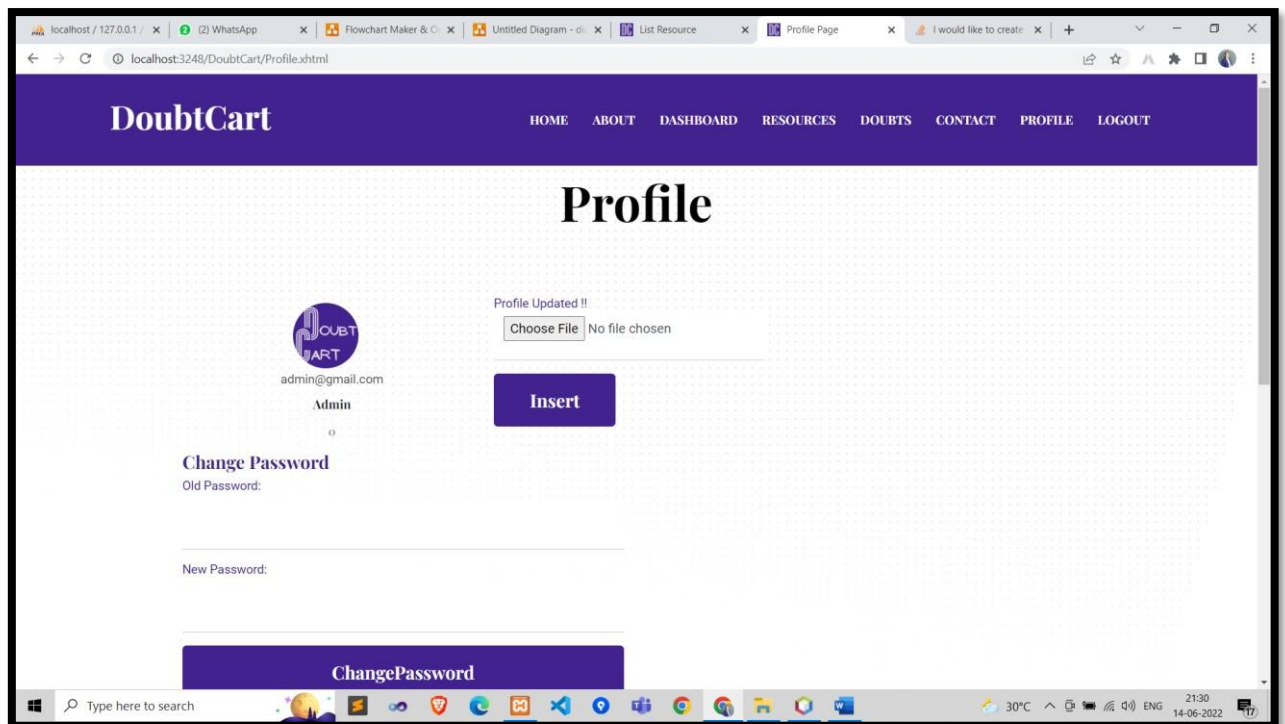 localhost / 127.0.0.1 /
(2) WhatsApp
Flowchart Maker & O
Untitled Diagram - d
List Resource
Profile Page
I would like to create
localhost:3248/DoubtCart/Profile.xhtml
DoubtCart
HOME ABOUT DASHBOARD RESOURCES DOUBTS CONTACT PROFILE LOGOUT
Profile
DOUBT
CART
admin@gmail.com
Admin
0
Profile Updated !!
Choose File No file chosen
Insert
Change Password
Old Password:
New Password:
ChangePassword
Type here to search
30°C
ENG
21:30
14-06-2022
17